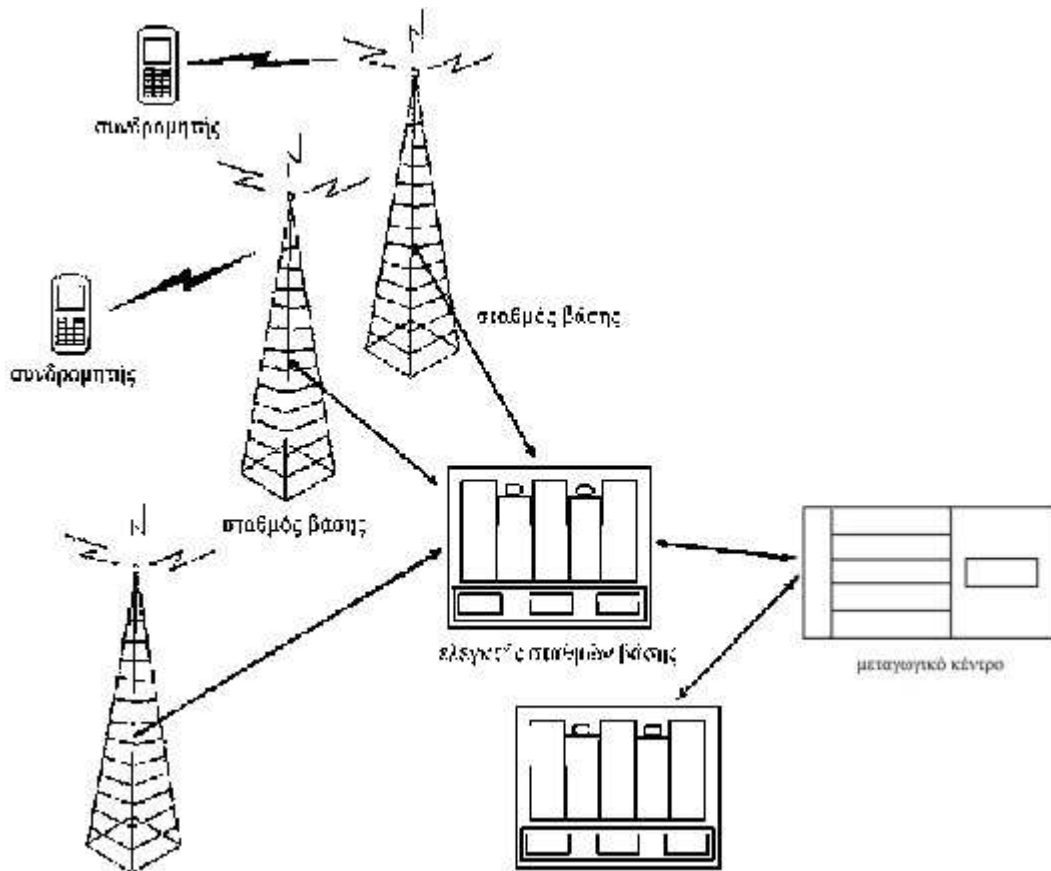 συνδρομητής
σταθμός βάσης
συνδρομητής
σταθμός βάσης
ελεγκτής σταθμών βάσης
μεταγωγικό κέντρο